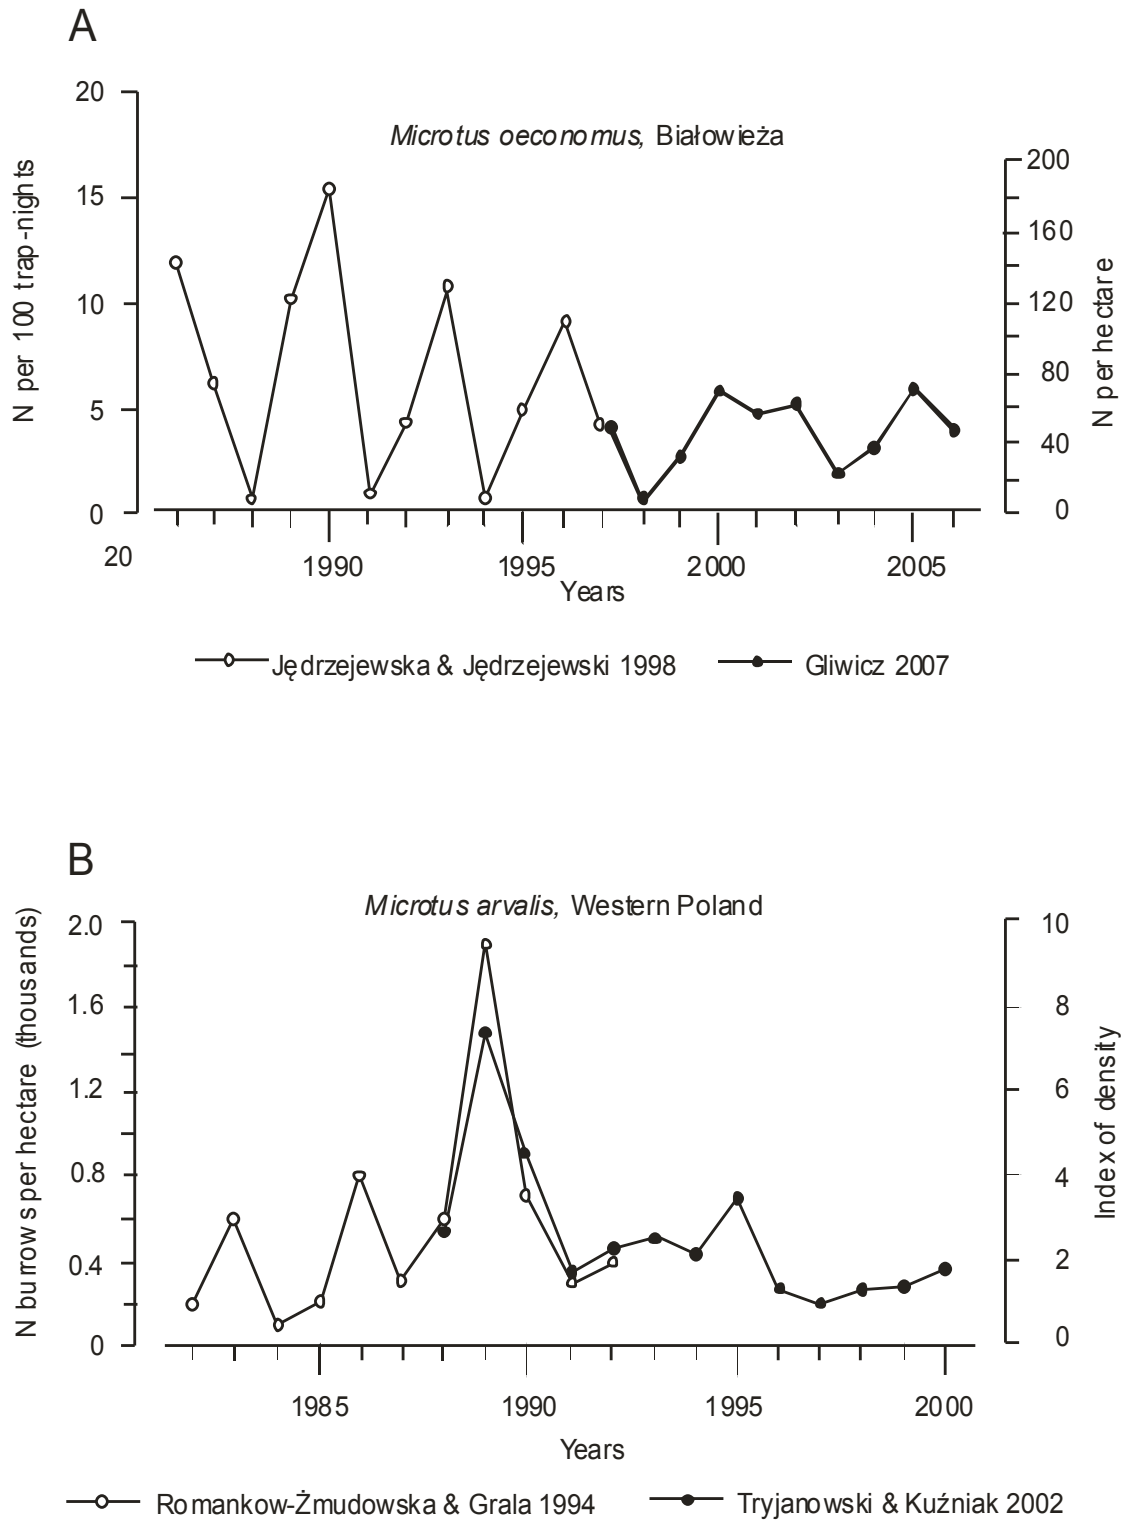 A
Microtus oeconomus, Białowieża
N per 100 trap-nights
20
15
10
5
0
20
N per hectare
200
160
120
80
40
0
1990 1995 2000 2005
Years
Jędrzejewska & Jędrzejewski 1998 Gliwicz 2007
B
Microtus arvalis, Western Poland
N burrows per hectare (thousands)
2.0
1.6
1.2
0.8
0.4
0
Index of density
10
8
6
4
2
0
1985 1990 1995 2000
Years
Romankow-Żmudowska & Grala 1994 Tryjanowski & Kuźniak 2002